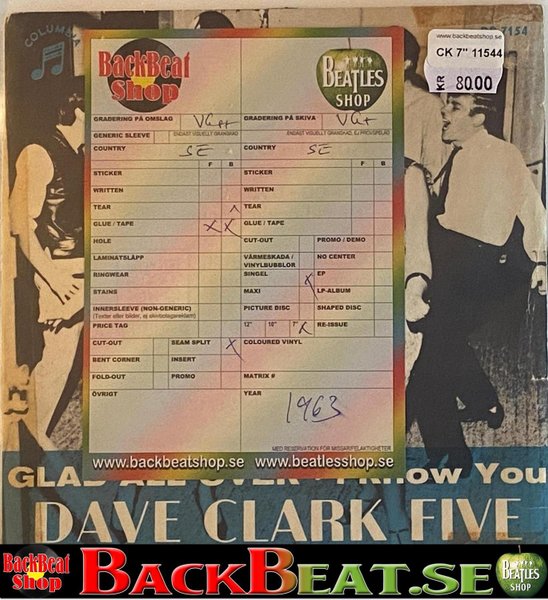 COLUMBIA
7154
www.backbeatshop.se
CK 7" 11544
KR 80.00
BackBeat
Shop
BEATLES
SHOP
GRADERING PÅ OMSLAG VG++ GRADERING PÅ SKIVA VG+
GENERIC SLEEVE ENDAST VISUELLT GRANSKAD ENDAST VISUELLT GRANSKAD, EJ PROVSPELAD
COUNTRY SE COUNTRY SE
F B F B
STICKER STICKER
WRITTEN WRITTEN
TEAR TEAR
GLUE / TAPE X X GLUE / TAPE
HOLE CUT-OUT PROMO / DEMO
LAMINATSLÄPP VÄRMESKADA / VINYLBUBBLOR NO CENTER
RINGWEAR SINGEL X EP
STAINS MAXI LP-ALBUM
INNERSLEEVE (NON-GENERIC) PICTURE DISC SHAPED DISC
(Texter eller bilder, ej skivbolagsreklam)
PRICE TAG 12" 10" 7" X RE-ISSUE
CUT-OUT SEAM SPLIT X COLOURED VINYL
BENT CORNER INSERT
FOLD-OUT PROMO MATRIX #
ÖVRIGT YEAR 1963
MED RESERVATION FÖR MISSAR/FELAKTIGHETER
www.backbeatshop.se www.beatlesshop.se
GLAD ALL OVER I Know You
DAVE CLARK FIVE
BackBeat
Shop
BACKBEAT.SE
BEATLES
SHOP